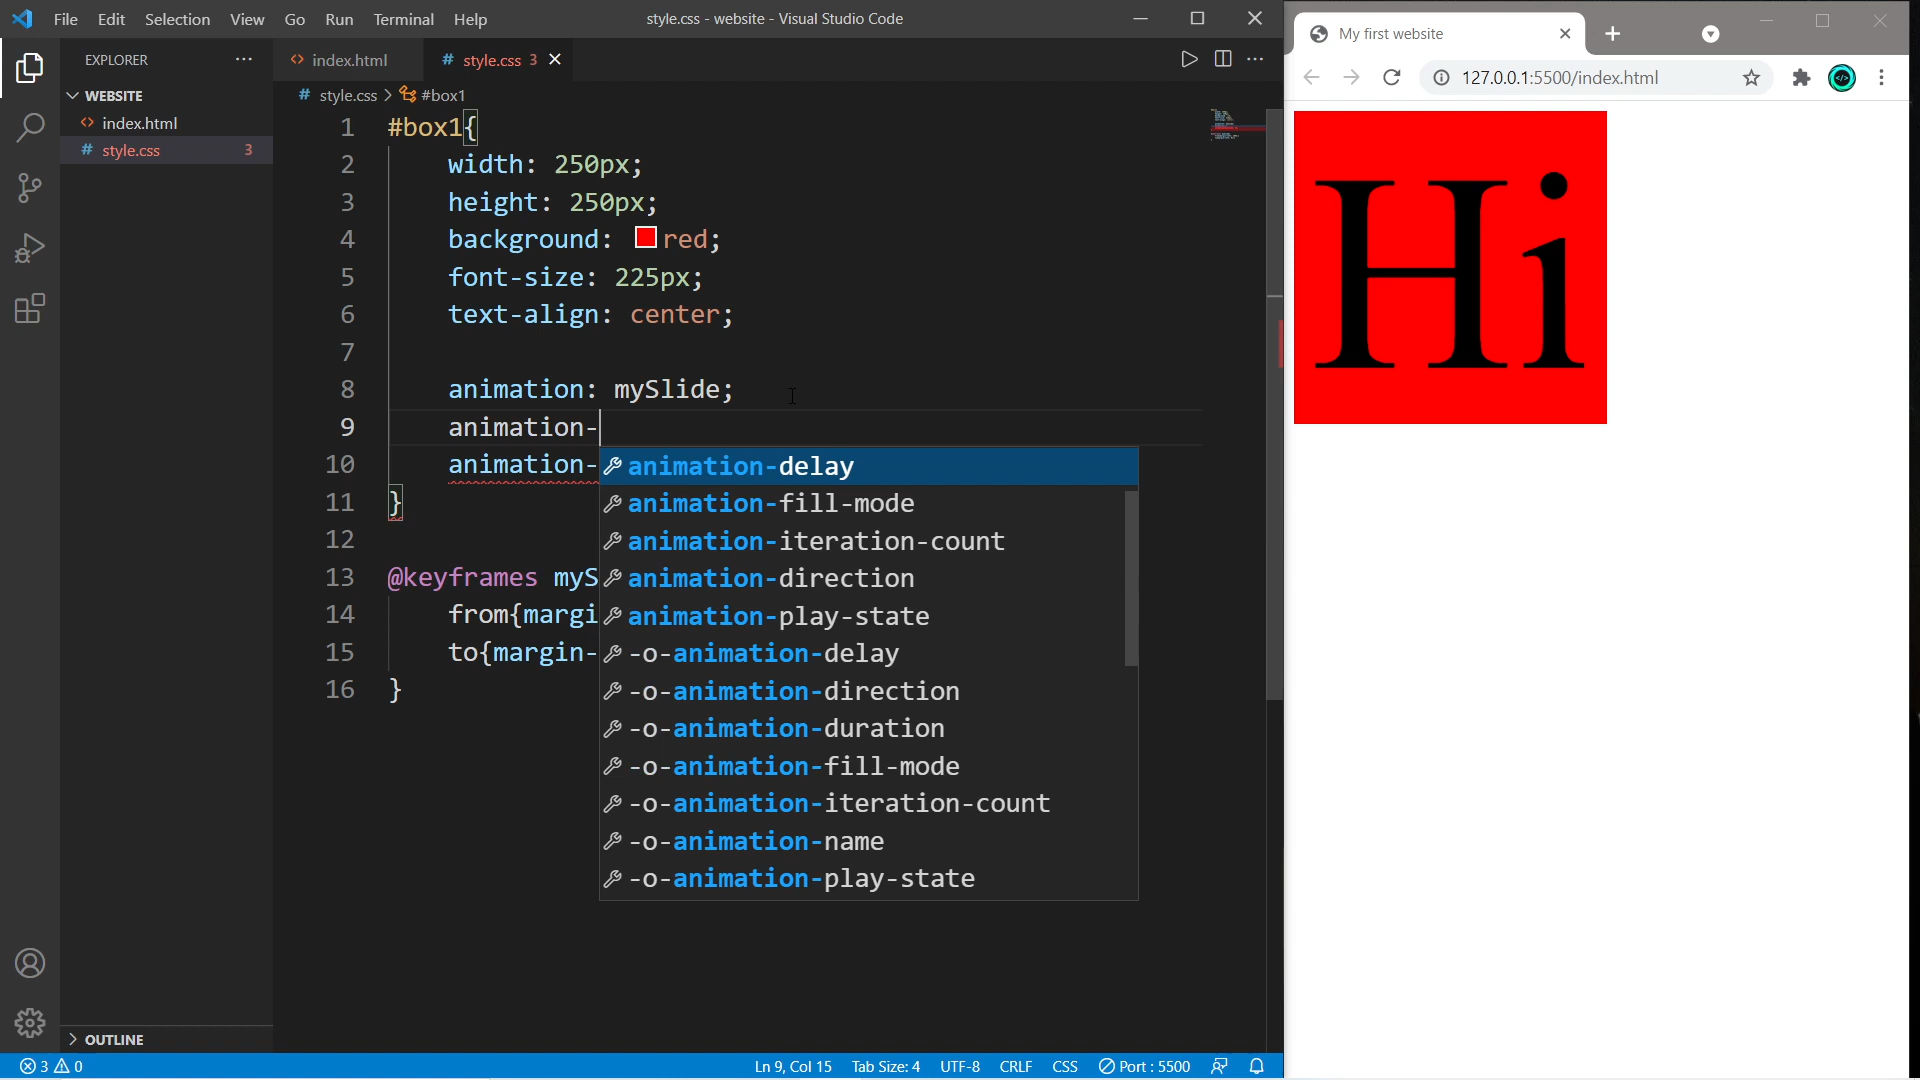 File Edit Selection View Go Run Terminal Help
style.css - website - Visual Studio Code
EXPLORER
WEBSITE
index.html
# style.css 3
OUTLINE
index.html
# style.css 3
# style.css > #box1
1 #box1{
2 width: 250px;
3 height: 250px;
4 background: red;
5 font-size: 225px;
6 text-align: center;
7
8 animation: mySlide;
9 animation-
10 animation-
11 }
12
13 @keyframes myS
14 from{margi
15 to{margin-
16 }
animation-delay
animation-fill-mode
animation-iteration-count
animation-direction
animation-play-state
-o-animation-delay
-o-animation-direction
-o-animation-duration
-o-animation-fill-mode
-o-animation-iteration-count
-o-animation-name
-o-animation-play-state
3 0
Ln 9, Col 15 Tab Size: 4 UTF-8 CRLF CSS Port : 5500
My first website
127.0.0.1:5500/index.html
Hi